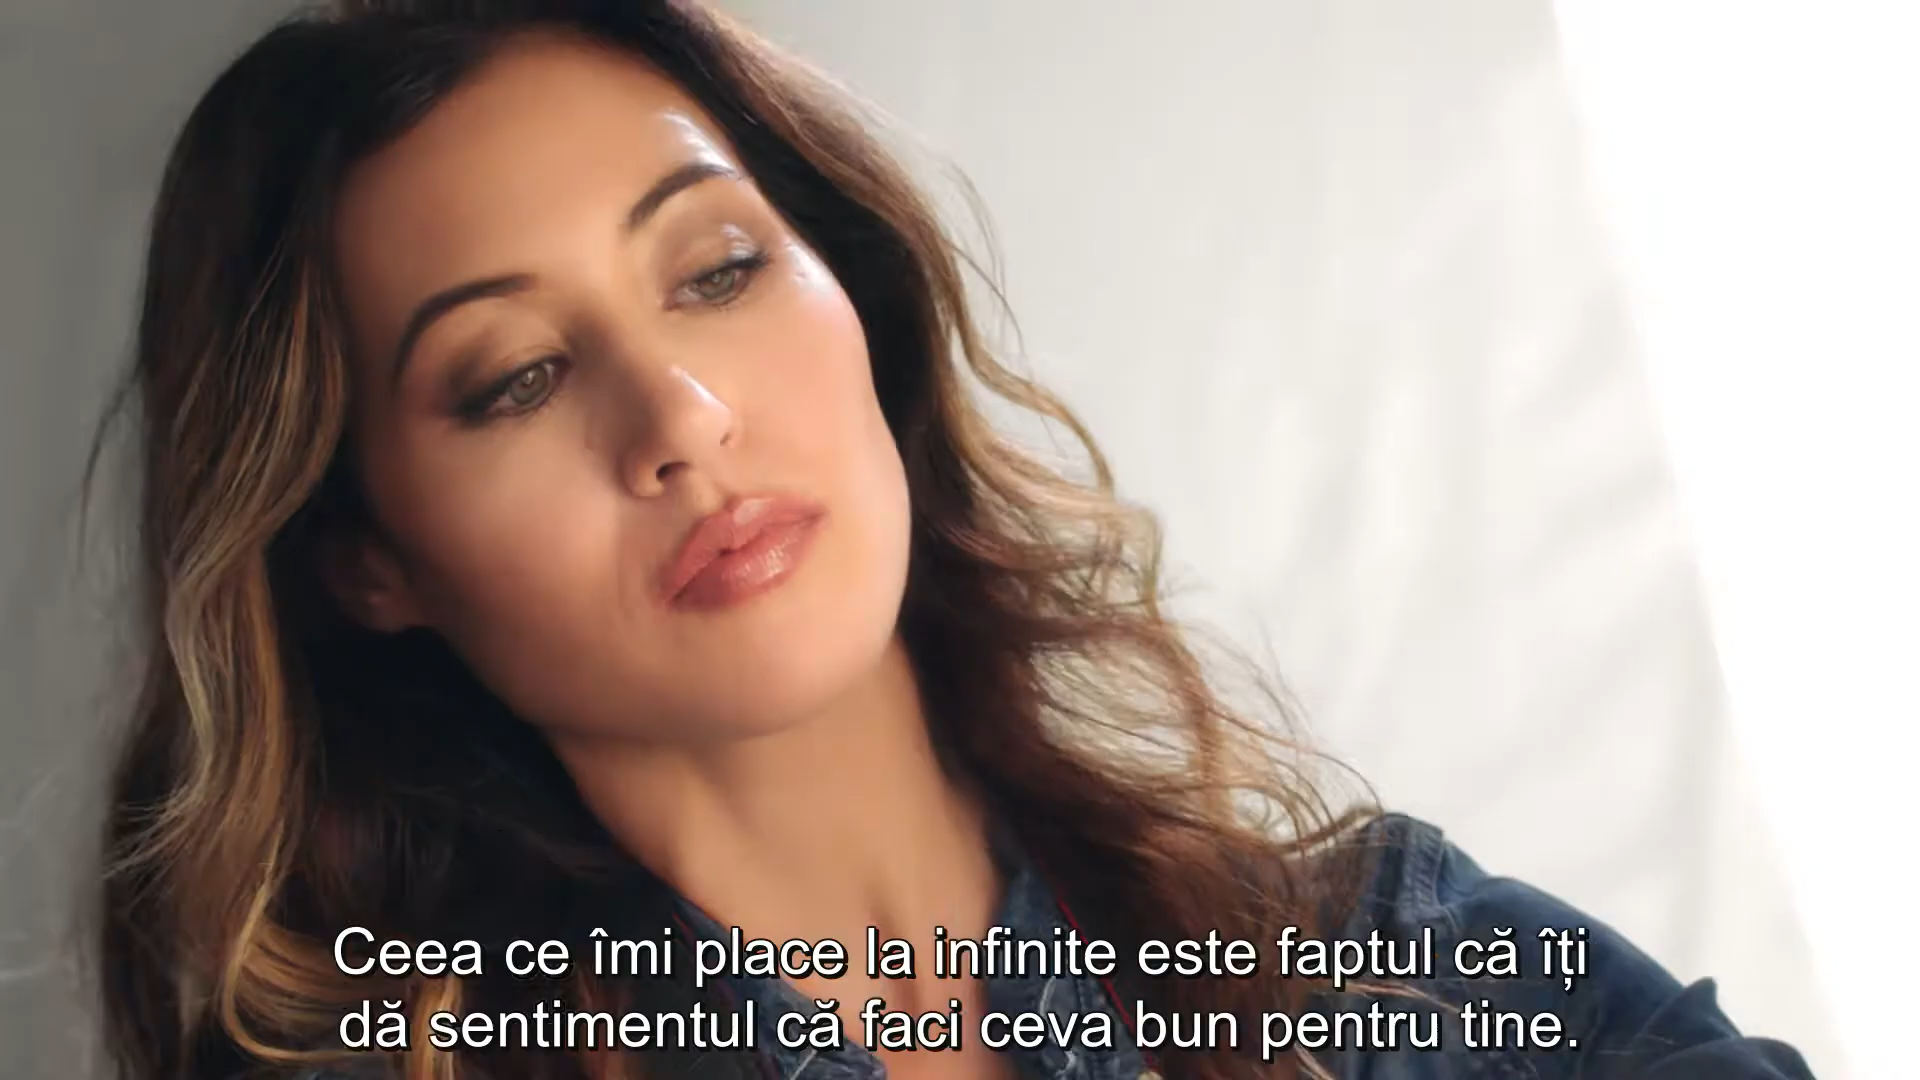 Ceea ce îmi place la infinite este faptul că îți
dă sentimentul că faci ceva bun pentru tine.